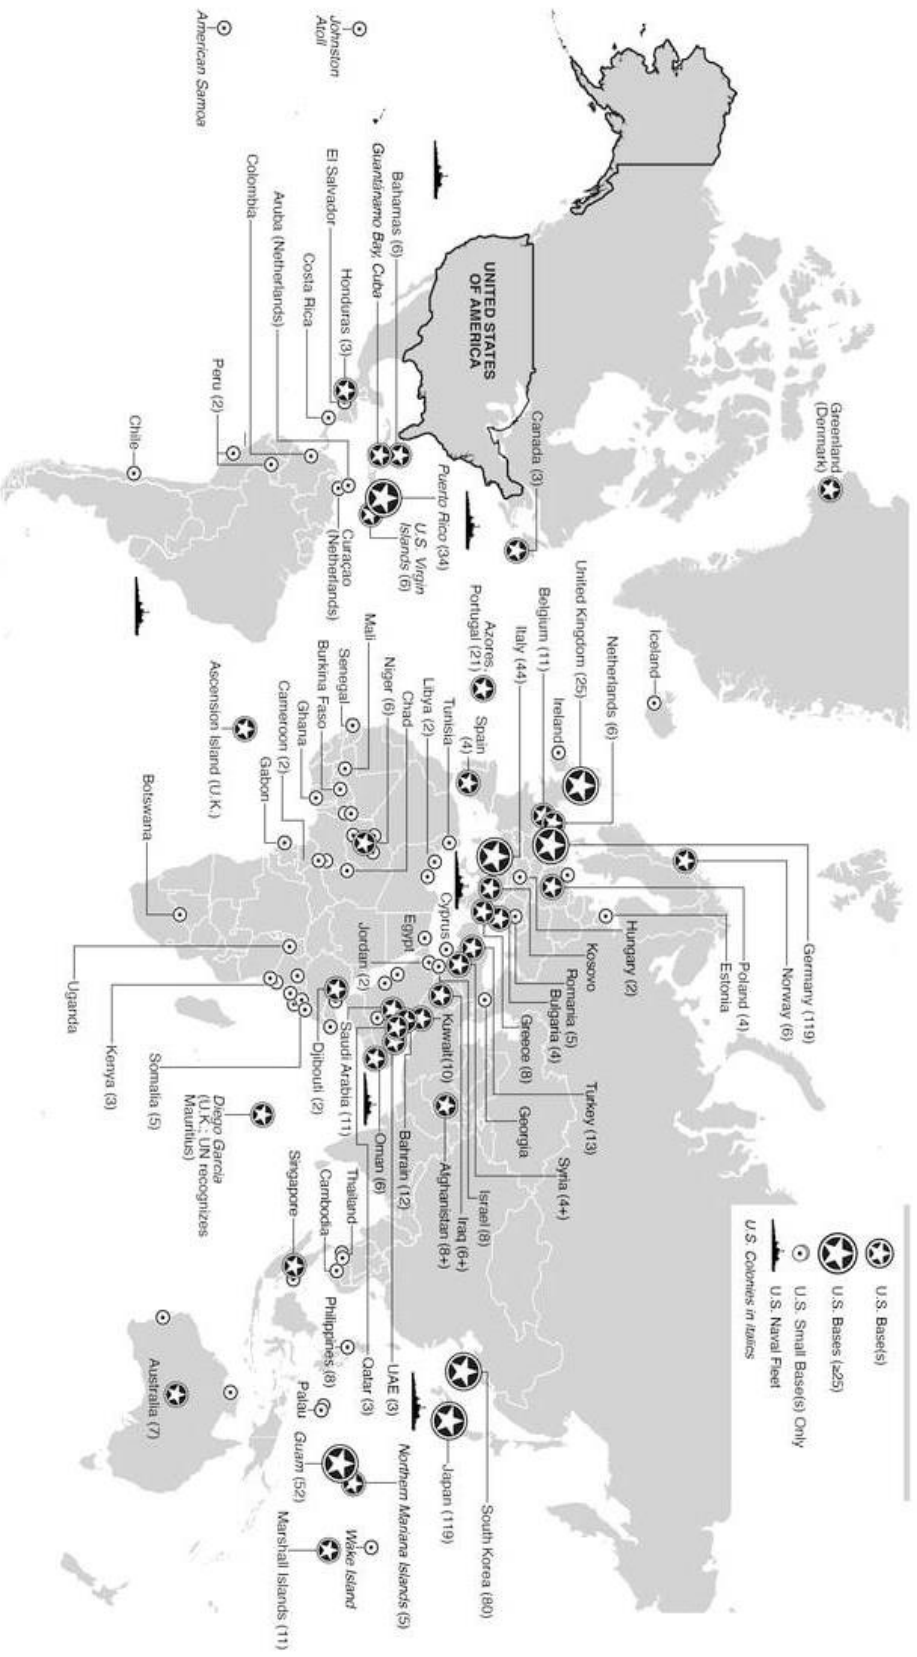 Johnston
Atoll
American Samoa
UNITED STATES
OF AMERICA
Bahamas (6)
Guantánamo Bay, Cuba
El Salvador
Honduras (3)
Costa Rica
Aruba (Netherlands)
Colombia
Peru (2)
Chile
Canada (3)
Puerto Rico (34)
U.S. Virgin
Islands (6)
Curaçao
(Netherlands)
Greenland
(Denmark)
Iceland
Netherlands (6)
Ireland
United Kingdom (25)
Belgium (11)
Italy (44)
Azores,
Portugal (21)
Spain
(4)
Tunisia
Libya (2)
Chad
Niger (6)
Mali
Senegal
Burkina Faso
Ghana
Cameroon (2)
Gabon
Ascension Island (U.K.)
Botswana
Germany (119)
Norway (6)
Poland (4)
Estonia
Hungary (2)
Kosovo
Romania (5)
Bulgaria (4)
Greece (8)
Turkey (13)
Georgia
Syria (4+)
Israel (8)
Iraq (6+)
Afghanistan (8+)
Cyprus
Egypt
Jordan (2)
Kuwait(10)
Saudi Arabia (11)
Djibouti (2)
Bahrain (12)
Oman (6)
UAE (3)
Qatar (3)
Uganda
Kenya (3)
Somalia (5)
Diego Garcia
(U.K.; UN recognizes
Mauritius)
Singapore
Thailand
Cambodia
Philippines (8)
Palau
Guam (52)
Northern Mariana Islands (5)
Wake Island
Marshall Islands (11)
Australia (7)
Japan (119)
South Korea (80)
U.S. Base(s)
U.S. Bases (≥25)
U.S. Small Base(s) Only
U.S. Naval Fleet
U.S. Colonies in italics